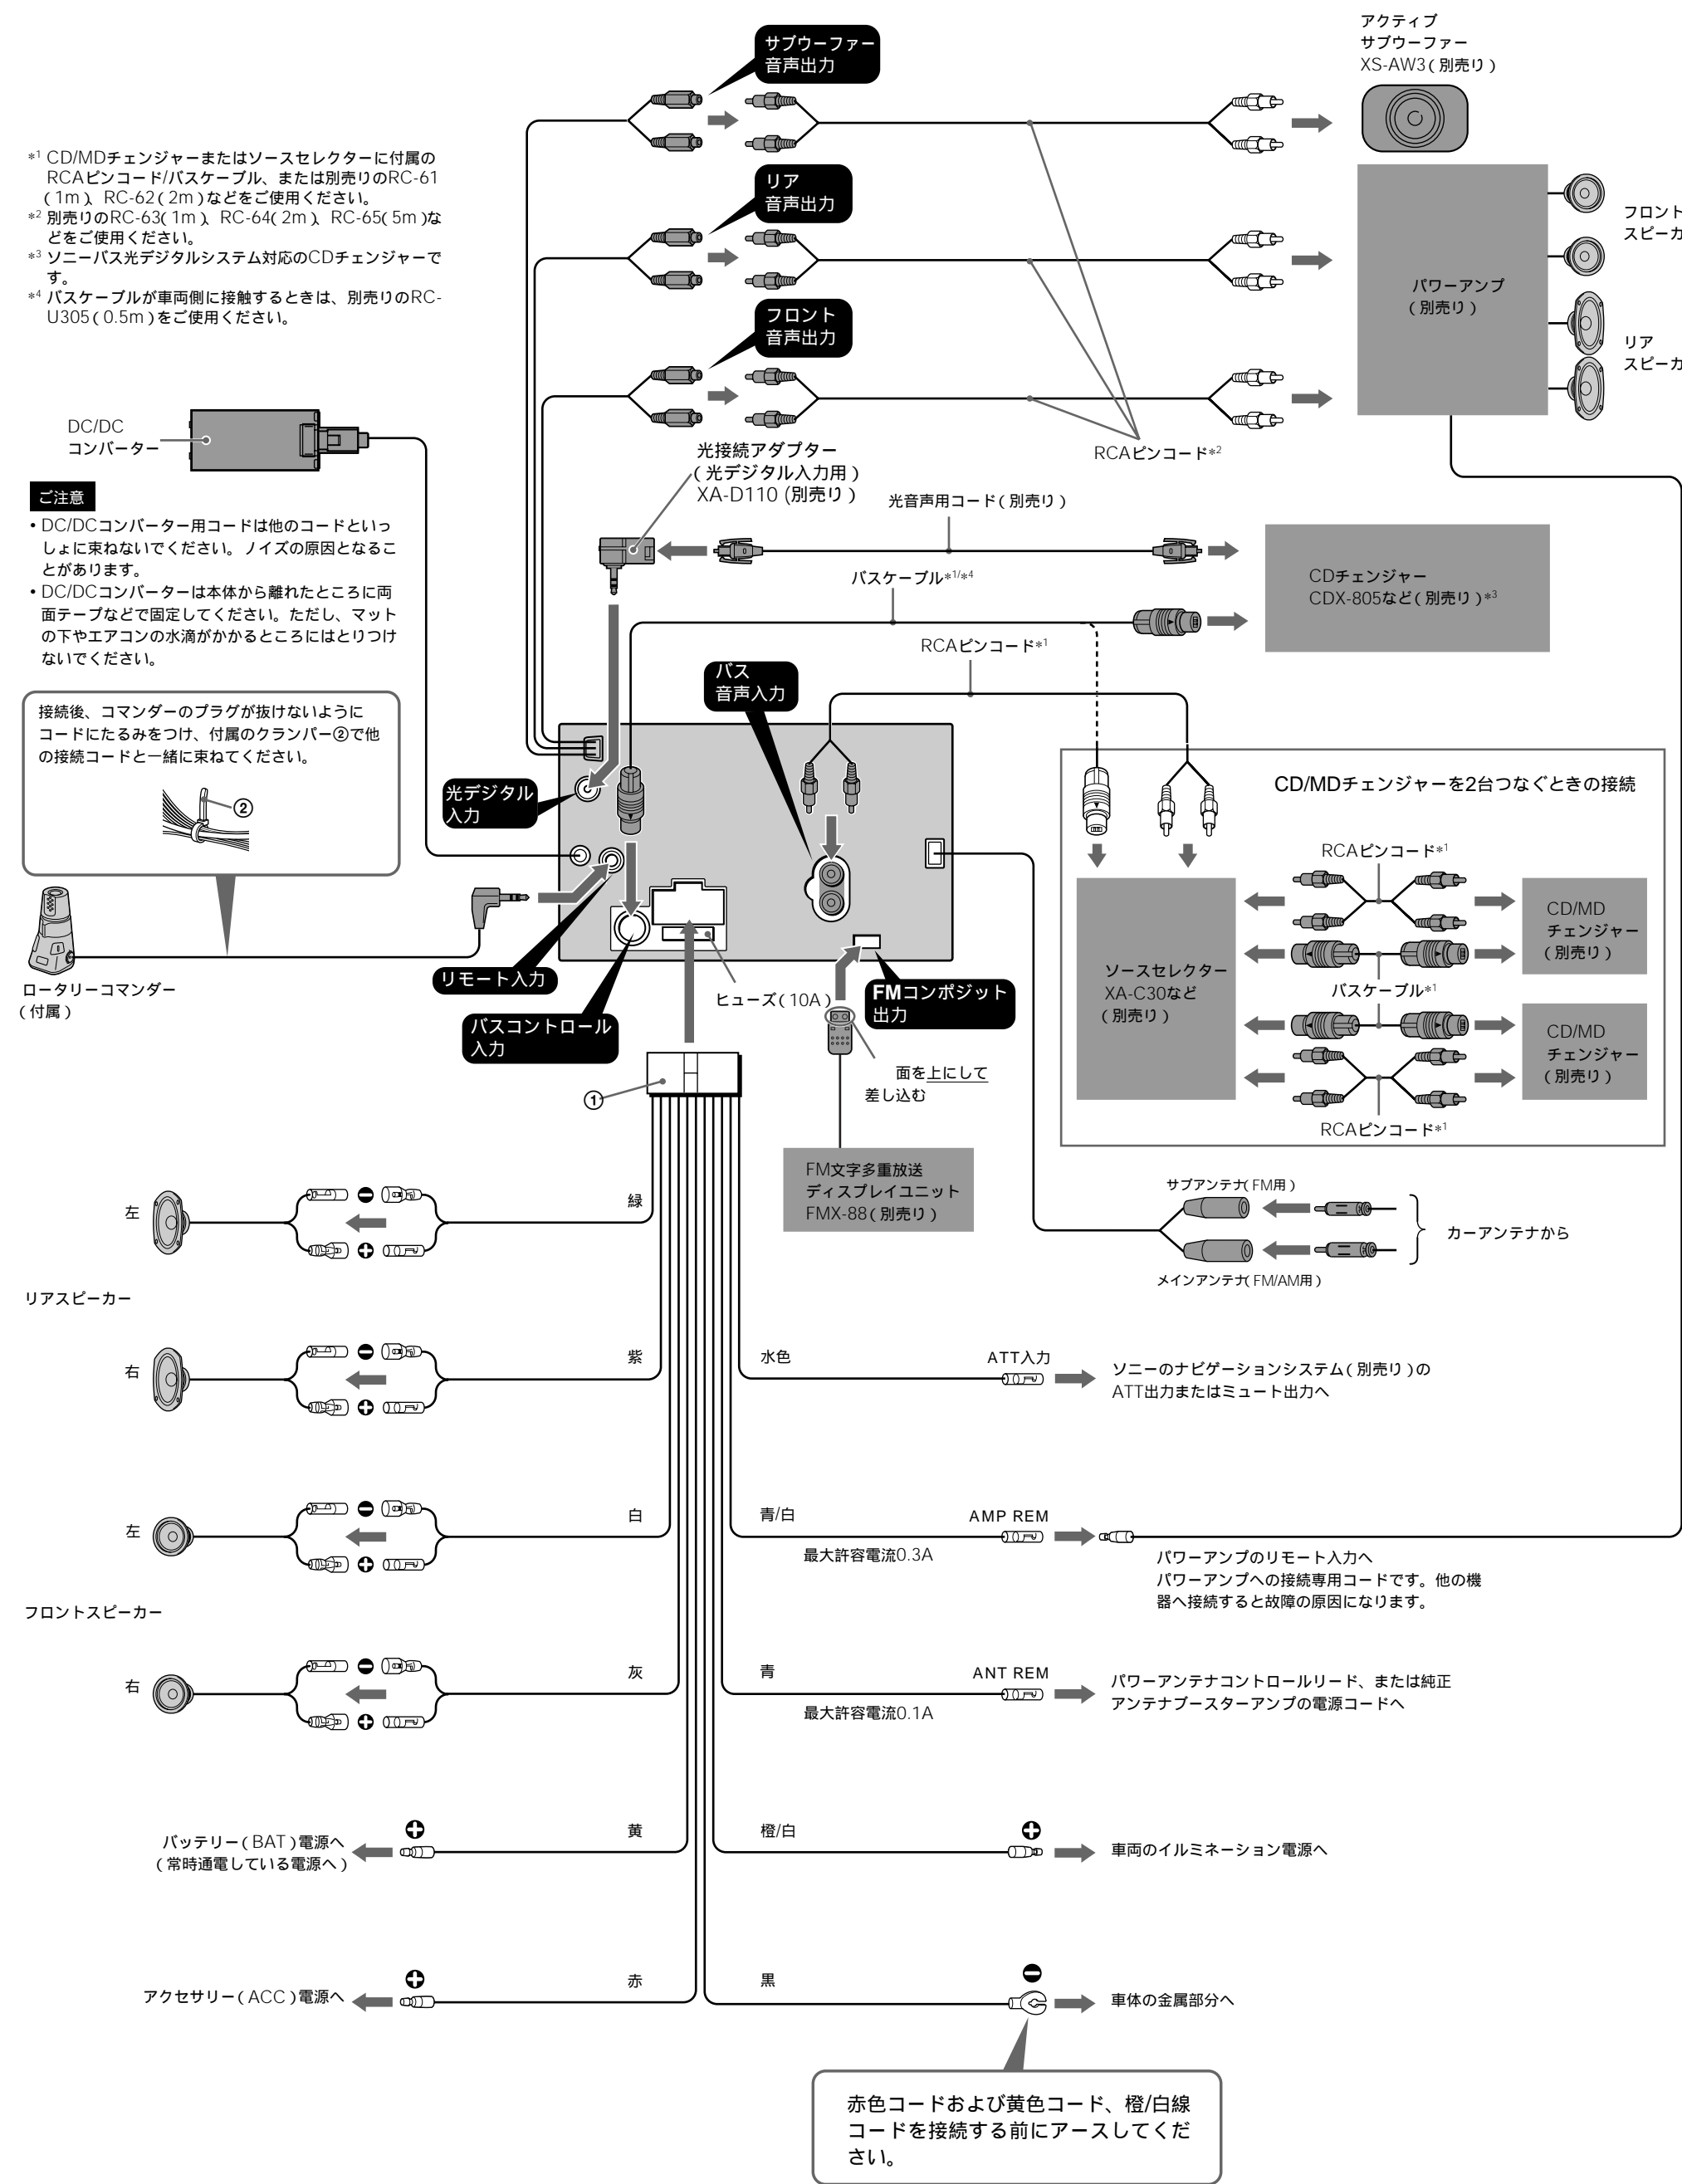 サブウーファー
音声出力
アクティブ
サブウーファー
XS-AW3(別売り)
*1 CD/MDチェンジャーまたはソースセレクターに付属の
RCAピンコード/バスケーブル、または別売りのRC-61
(1m)、RC-62(2m)などをご使用ください。
*2 別売りのRC-63(1m)、RC-64(2m)、RC-65(5m)な
どをご使用ください。
*3 ソニーバス光デジタルシステム対応のCDチェンジャーで
す。
*4 バスケーブルが車両側に接触するときは、別売りのRC-
U305(0.5m)をご使用ください。
リア
音声出力
フロント
音声出力
パワーアンプ
(別売り)
フロント
スピーカ
リア
スピーカ
RCAピンコード*2
DC/DC
コンバーター
ご注意
• DC/DCコンバーター用コードは他のコードといっ
しょに束ねないでください。ノイズの原因となるこ
とがあります。
• DC/DCコンバーターは本体から離れたところに両
面テープなどで固定してください。ただし、マット
の下やエアコンの水滴がかかるところにはとりつけ
ないでください。
光接続アダプター
(光デジタル入力用)
XA-D110 (別売り)
光音声用コード(別売り)
バスケーブル*1/*4
CDチェンジャー
CDX-805など(別売り)*3
RCAピンコード*1
バス
音声入力
接続後、コマンダーのプラグが抜けないように
コードにたるみをつけ、付属のクランパー②で他
の接続コードと一緒に束ねてください。
②
光デジタル
入力
CD/MDチェンジャーを2台つなぐときの接続
RCAピンコード*1
ソースセレクター
XA-C30など
(別売り)
CD/MD
チェンジャー
(別売り)
バスケーブル*1
CD/MD
チェンジャー
(別売り)
RCAピンコード*1
ロータリーコマンダー
(付属)
リモート入力
バスコントロール
入力
ヒューズ(10A)
FMコンポジット
出力
面を上にして
差し込む
①
FM文字多重放送
ディスプレイユニット
FMX-88(別売り)
サブアンテナ(FM用)
カーアンテナから
メインアンテナ(FM/AM用)
左
緑
リアスピーカー
右
紫
水色
ATT入力
ソニーのナビゲーションシステム(別売り)の
ATT出力またはミュート出力へ
左
白
青/白
AMP REM
最大許容電流0.3A
パワーアンプのリモート入力へ
パワーアンプへの接続専用コードです。他の機
器へ接続すると故障の原因になります。
フロントスピーカー
右
灰
青
ANT REM
最大許容電流0.1A
パワーアンテナコントロールリード、または純正
アンテナブースターアンプの電源コードへ
バッテリー(BAT)電源へ
(常時通電している電源へ)
黄
橙/白
車両のイルミネーション電源へ
アクセサリー(ACC)電源へ
赤
黒
車体の金属部分へ
赤色コードおよび黄色コード、橙/白線
コードを接続する前にアースしてくだ
さい。